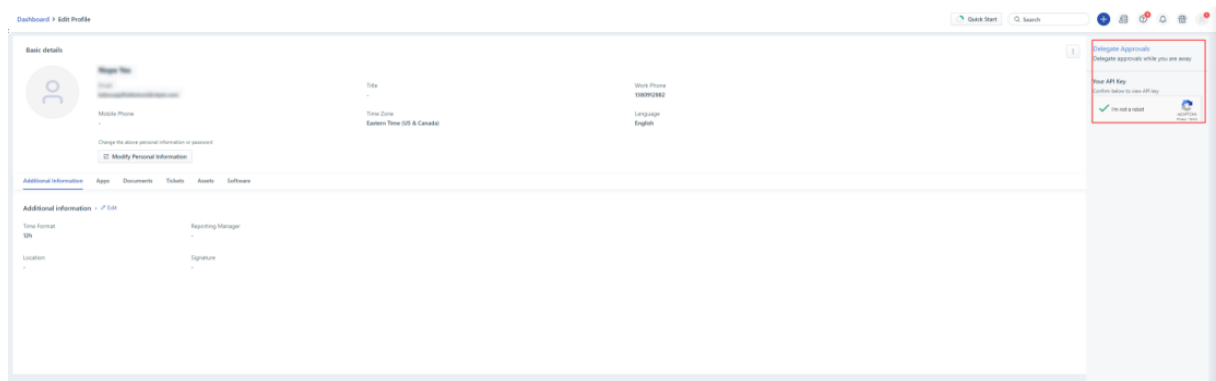 Dashboard > Edit Profile
Quick Start
Search
Basic details
Title
-
Work Phone
1380912882
Mobile Phone
-
Time Zone
Eastern Time (US & Canada)
Language
English
Change the above personal information or password
Modify Personal Information
Additional Information Apps Documents Tickets Assets Software
Additional information • Edit
Time Format
12h
Reporting Manager
-
Location
-
Signature
-
Delegate Approvals
Delegate approvals while you are away
Your API Key
Confirm below to view API key
I'm not a robot
reCAPTCHA